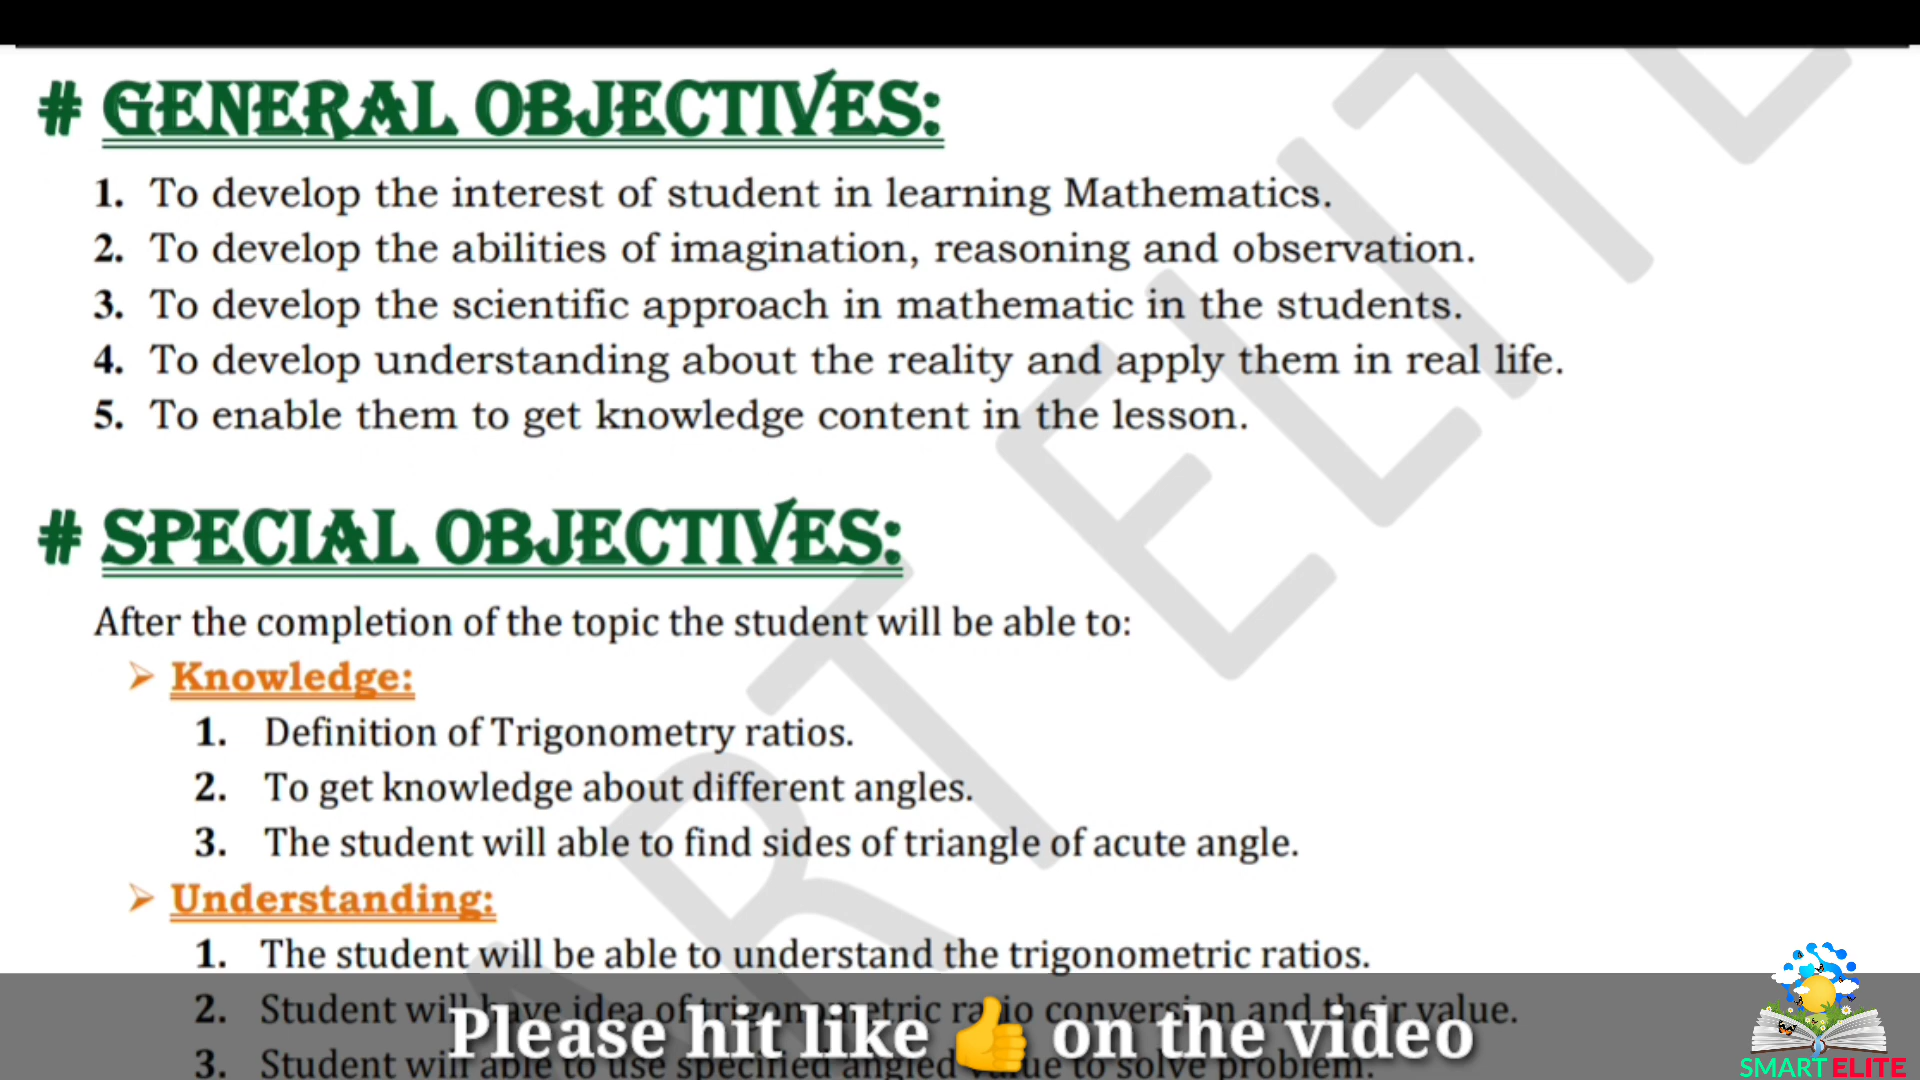 # GENERAL OBJECTIVES:
1. To develop the interest of student in learning Mathematics.
2. To develop the abilities of imagination, reasoning and observation.
3. To develop the scientific approach in mathematic in the students.
4. To develop understanding about the reality and apply them in real life.
5. To enable them to get knowledge content in the lesson.
# SPECIAL OBJECTIVES:
After the completion of the topic the student will be able to:
➢ Knowledge:
1. Definition of Trigonometry ratios.
2. To get knowledge about different angles.
3. The student will able to find sides of triangle of acute angle.
➢ Understanding:
1. The student will be able to understand the trigonometric ratios.
2. Student will have idea of trigonometric ratio conversion and their value.
3. Student will able to use specified angled value to solve problem.
Please hit like 👍 on the video
SMART ELITE
ART ELITE